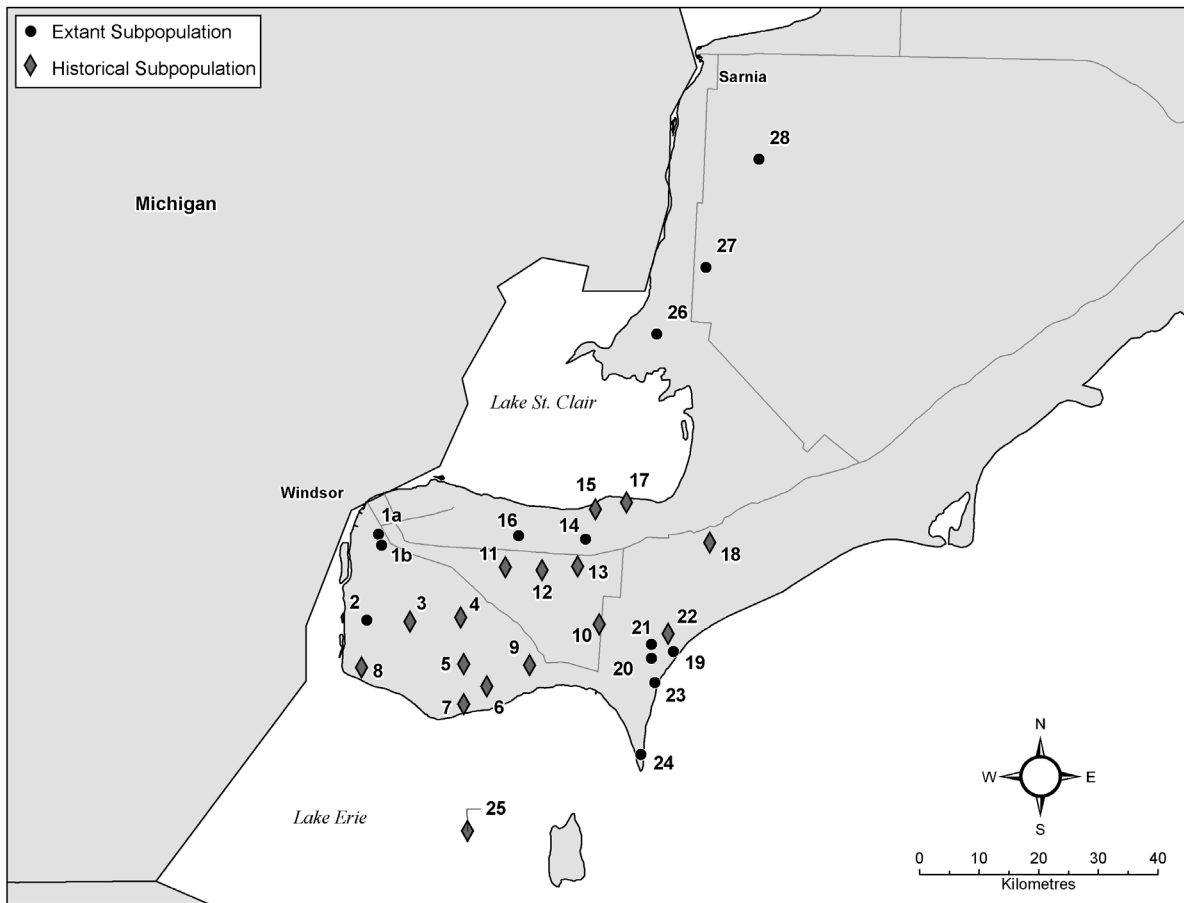 Extant Subpopulation
Historical Subpopulation
Sarnia
28
Michigan
27
26
Lake St. Clair
Windsor
15
17
1a
16
14
1b
11
13
18
12
2
3
4
10
22
21
9
5
20
19
8
6
23
7
24
25
Lake Erie
N
W
E
S
0
10
20
30
40
Kilometres